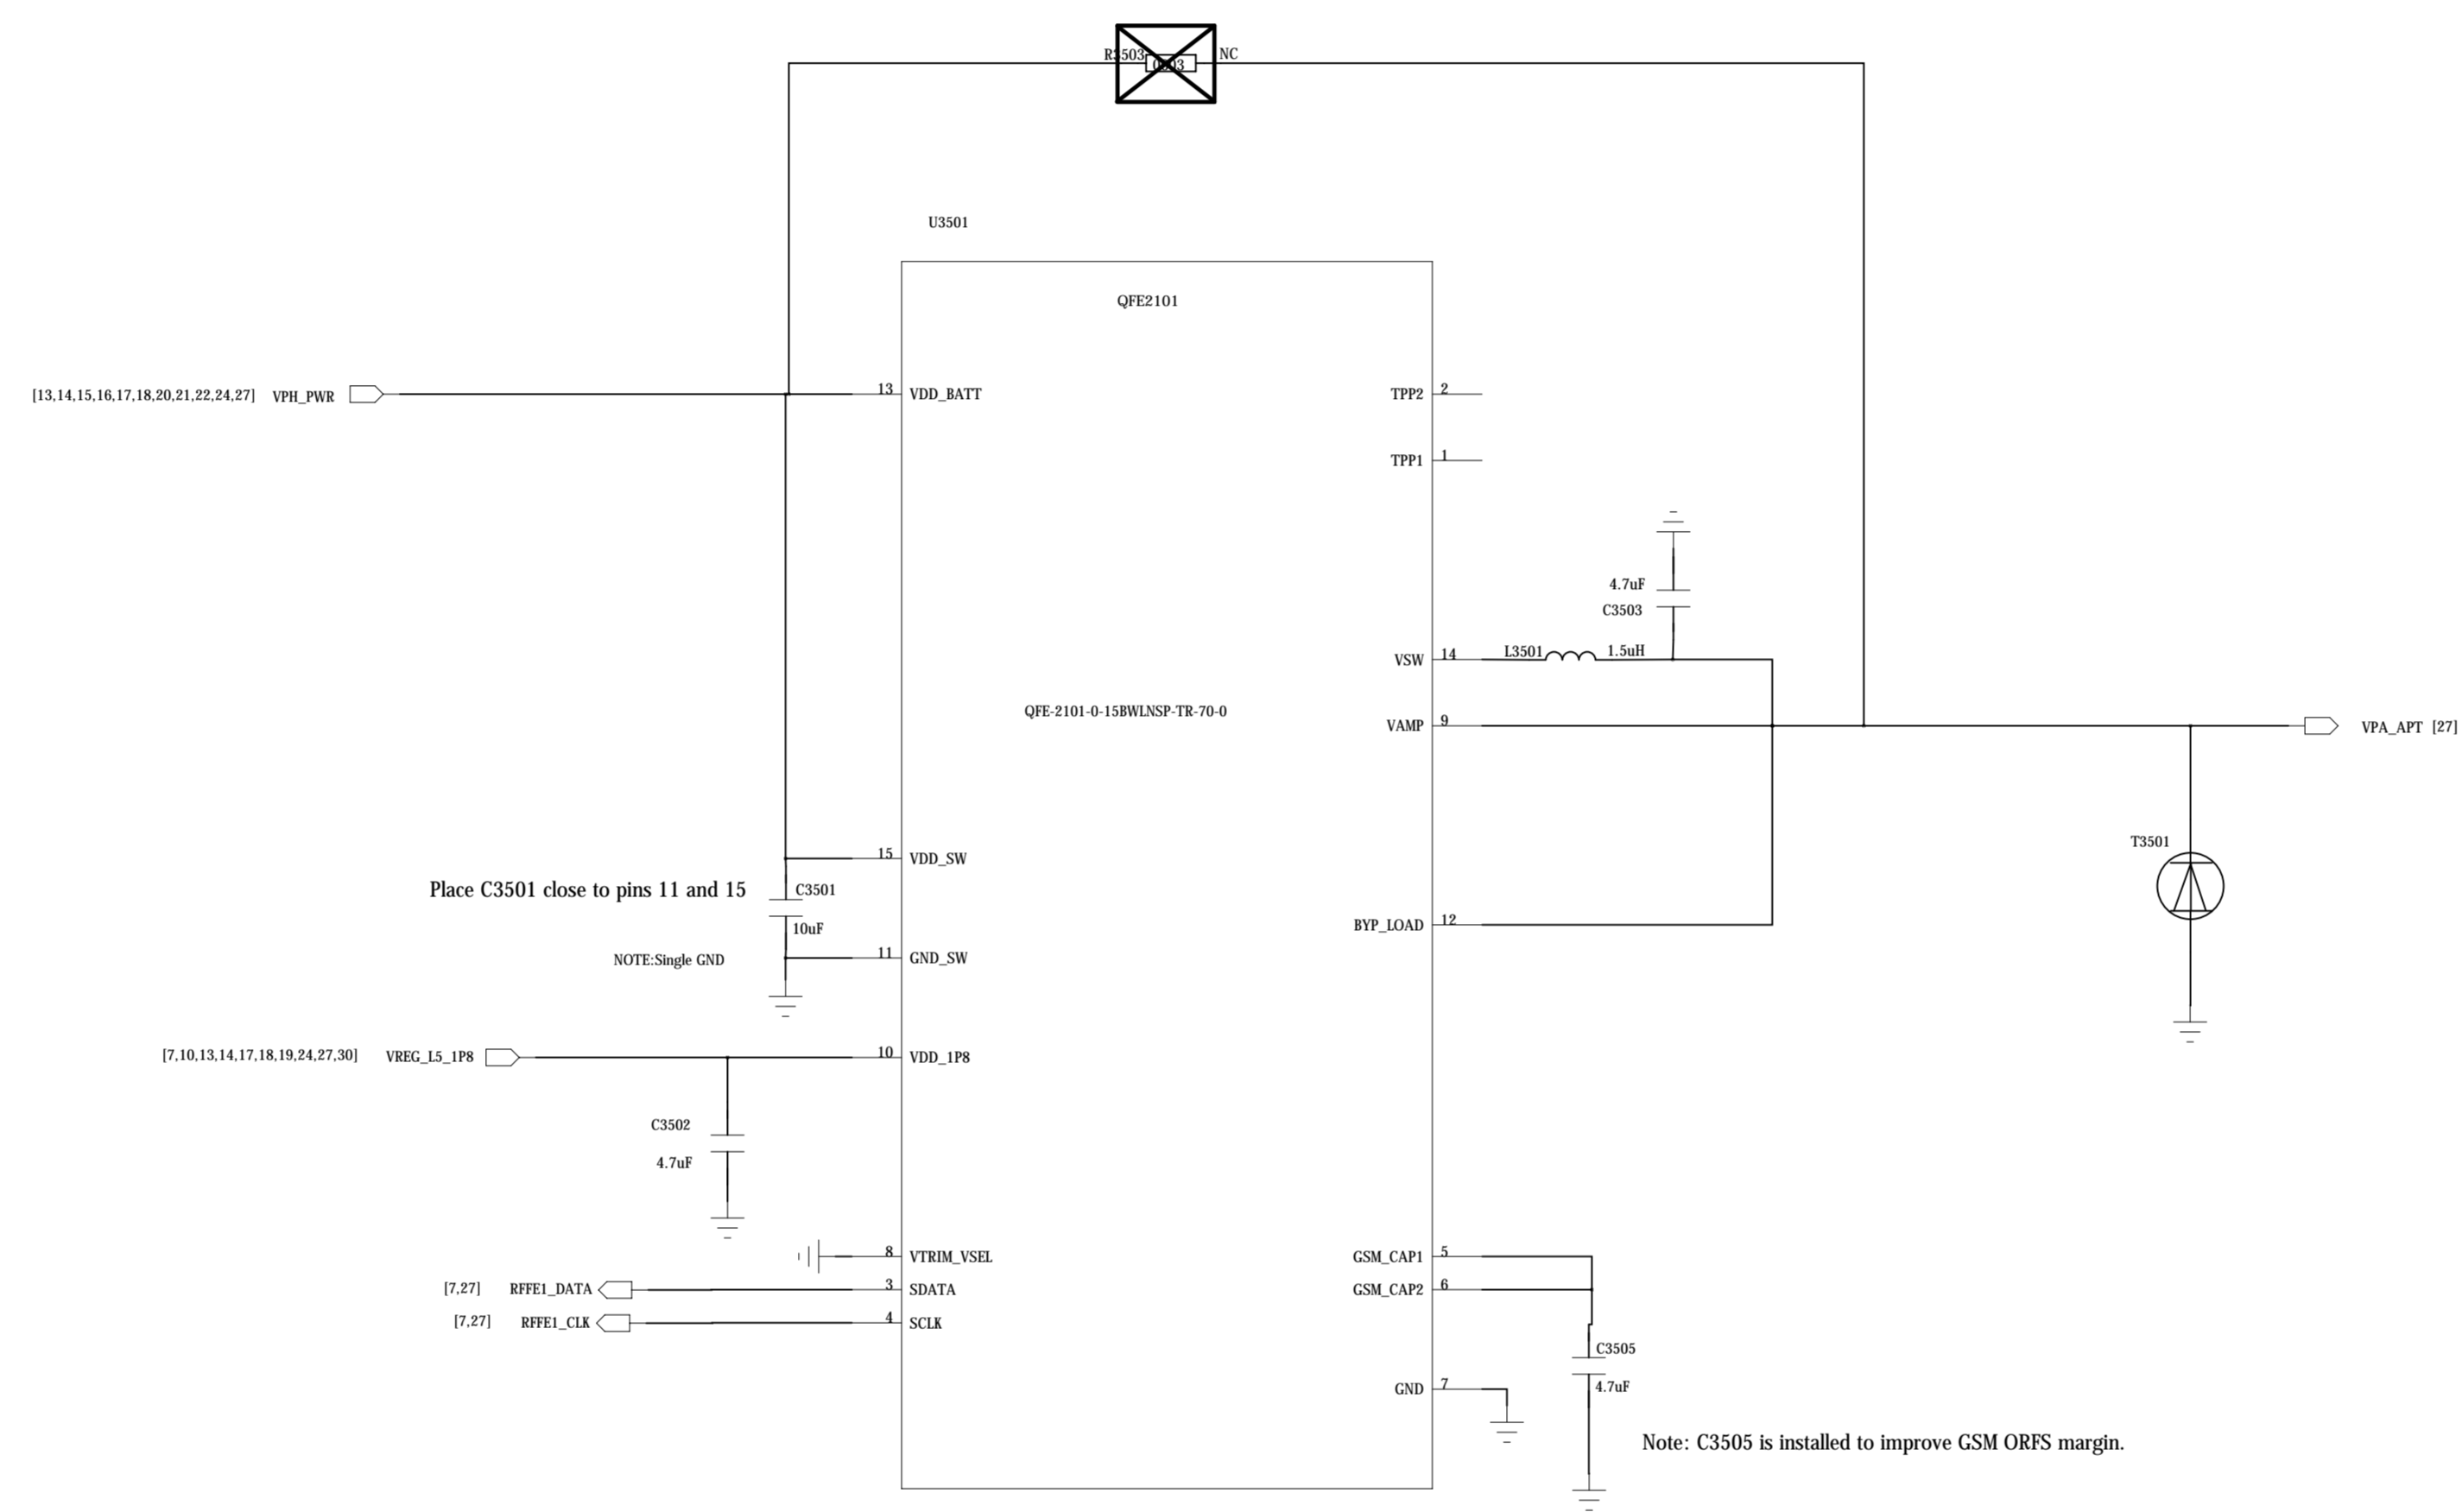 R3503
NC
U3501
QFE2101
[13,14,15,16,17,18,20,21,22,24,27] VPH_PWR
13 VDD_BATT
TPP2 2
TPP1 1
4.7uF
C3503
VSW 14 L3501 1.5uH
QFE-2101-0-15BWLNSP-TR-70-0
VAMP 9
VPA_APT [27]
T3501
15 VDD_SW
Place C3501 close to pins 11 and 15
C3501
10uF
BYP_LOAD 12
NOTE:Single GND
11 GND_SW
[7,10,13,14,17,18,19,24,27,30] VREG_L5_1P8
10 VDD_1P8
C3502
4.7uF
8 VTRIM_VSEL
GSM_CAP1 5
[7,27] RFFE1_DATA
3 SDATA
GSM_CAP2 6
[7,27] RFFE1_CLK
4 SCLK
C3505
4.7uF
GND 7
Note: C3505 is installed to improve GSM ORFS margin.